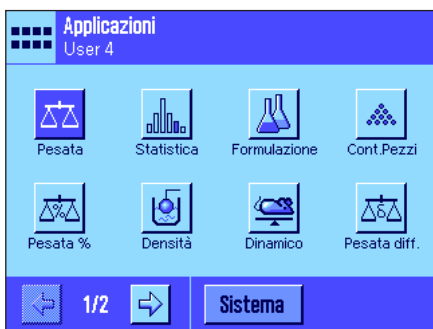 Applicazioni
User 4
Pesata
Statistica
Formulazione
Cont.Pezzi
Pesata %
Densità
Dinamico
Pesata diff.
1/2
Sistema